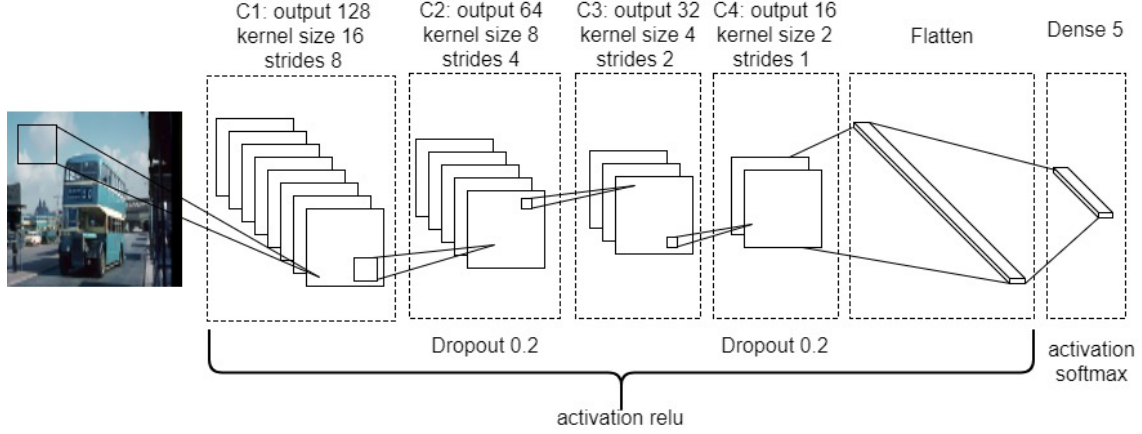 C1: output 128
kernel size 16
strides 8
C2: output 64
kernel size 8
strides 4
C3: output 32
kernel size 4
strides 2
C4: output 16
kernel size 2
strides 1
Flatten
Dense 5
Dropout 0.2
Dropout 0.2
activation
softmax
activation relu